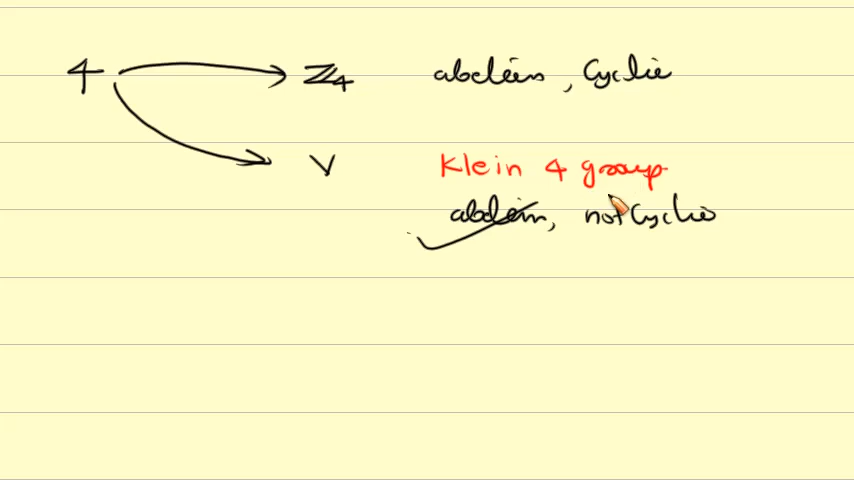 4 ℤ4 abelian, Cyclic
V Klein 4 group
abelian, not Cyclic